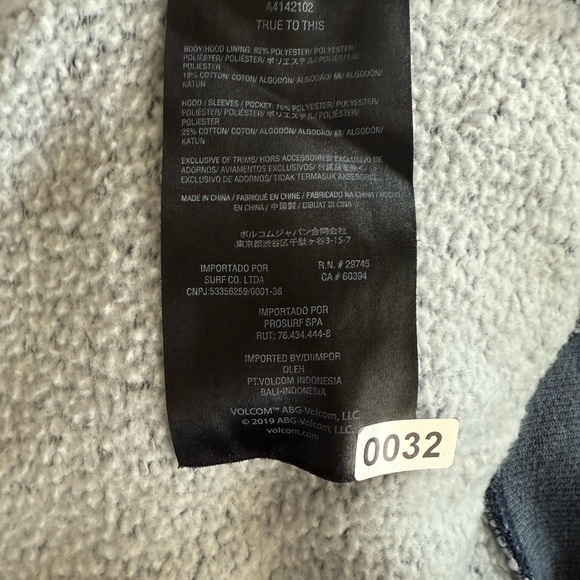 A4142102
TRUE TO THIS
BODY/HOOD LINING: 82% POLYESTER/ POLYESTER/
POLIÉSTER/ POLIÉSTER/ ポリエステル/ POLIESTER/
POLYESTER
18% COTTON/ COTON/ ALGODÓN/ ALGODÃO/ 綿/ ALGODÓN/
KATUN
HOOD / SLEEVES / POCKET: 75% POLYESTER/ POLYESTER/
POLIÉSTER/ POLIÉSTER/ ポリエステル/ POLIÉSTER/
POLYESTER
25% COTTON/ COTON/ ALGODÓN/ ALGODÃO/ 綿/ ALGODÓN/
KATUN
EXCLUSIVE OF TRIMS/ HORS ACCESSOIRES/ EXCLUSIVO DE
ADORNOS/ AVIAMENTOS EXCLUSIVOS/ 付属品を除く/
EXCLUSIVO DE ADORNOS/ TIDAK TERMASUK AKSESORIS
MADE IN CHINA / FABRIQUÉ EN CHINE / FABRICADO NA CHINA / HECHO
EN CHINA / 中国製 / DIBUAT DI CINA
ボルコムジャパン合同会社
東京都渋谷区千駄ヶ谷3-15-7
IMPORTADO POR
SURF CO. LTDA
CNPJ:53356259/0001-36
R.N. # 29745
CA # 60394
IMPORTADO POR
PROSURF SPA
RUT: 76.434.444-8
IMPORTED BY/DIIMPOR
OLEH
PT.VOLCOM INDONESIA
BALI-INDONESIA
VOLCOM™ ABG-Volcom, LLC.
© 2019 ABG-Volcom, LLC.
volcom.com
0032